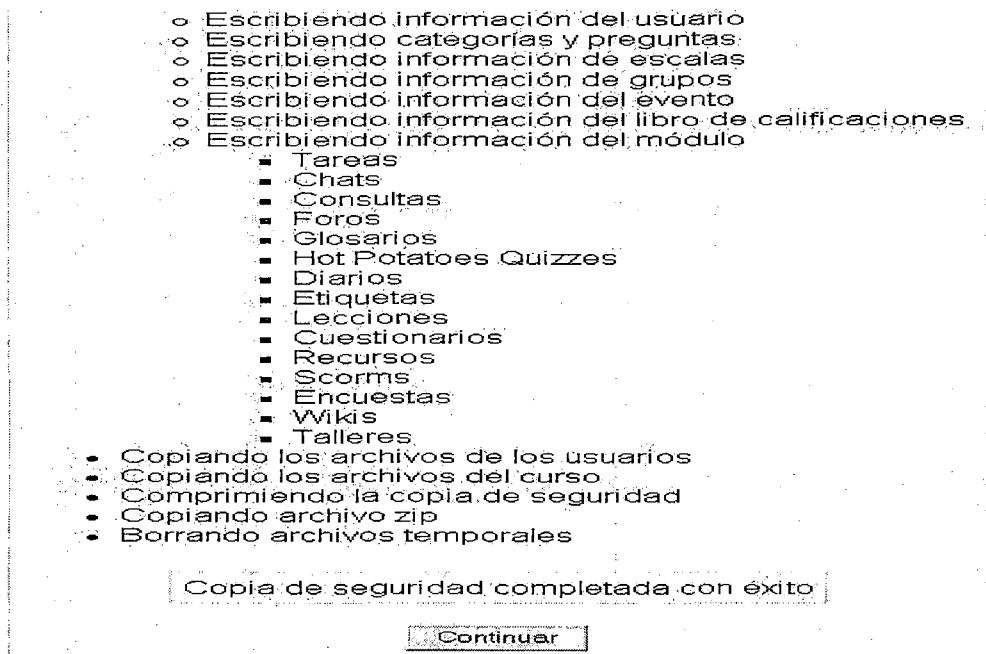 Escribiendo información del usuario
Escribiendo categorías y preguntas
Escribiendo información de escalas
Escribiendo información de grupos
Escribiendo información del evento
Escribiendo información del libro de calificaciones
Escribiendo información del módulo
Tareas
Chats
Consultas
Foros
Glosarios
Hot Potatoes Quizzes
Diarios
Etiquetas
Lecciones
Cuestionarios
Recursos
Scorms
Encuestas
Wikis
Talleres
Copiando los archivos de los usuarios
Copiando los archivos del curso
Comprimiendo la copia de seguridad
Copiando archivo zip
Borrando archivos temporales
Copia de seguridad completada con éxito
Continuar